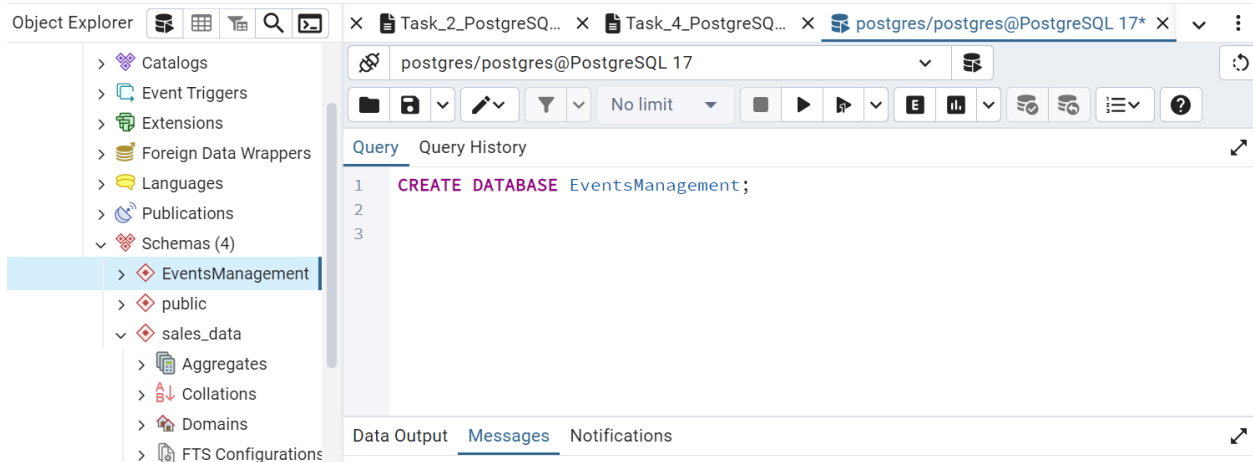 Object Explorer
Catalogs
Event Triggers
Extensions
Foreign Data Wrappers
Languages
Publications
Schemas (4)
EventsManagement
public
sales_data
Aggregates
Collations
Domains
FTS Configurations
Task_2_PostgreSQ... Task_4_PostgreSQ... postgres/postgres@PostgreSQL 17*
postgres/postgres@PostgreSQL 17
No limit E
Query Query History
1 CREATE DATABASE EventsManagement;
2
3
Data Output Messages Notifications